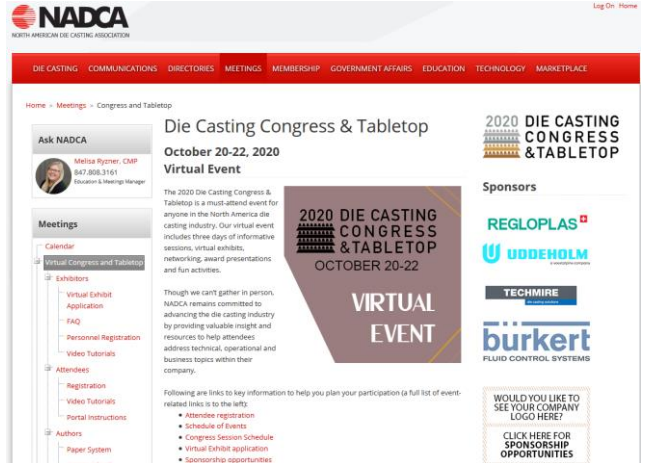 Log On Home
NADCA
NORTH AMERICAN DIE CASTING ASSOCIATION
DIE CASTING COMMUNICATIONS DIRECTORIES MEETINGS MEMBERSHIP GOVERNMENT AFFAIRS EDUCATION TECHNOLOGY MARKETPLACE
Home » Meetings » Congress and Tabletop
Ask NADCA
Melisa Ryzner, CMP
847.808.3161
Education & Meetings Manager
Meetings
Calendar
Virtual Congress and Tabletop
Exhibitors
Virtual Exhibit
Application
FAQ
Personnel Registration
Video Tutorials
Attendees
Registration
Video Tutorials
Portal Instructions
Authors
Paper System
Die Casting Congress & Tabletop
October 20-22, 2020
Virtual Event
The 2020 Die Casting Congress &
Tabletop is a must-attend event for
anyone in the North America die
casting industry. Our virtual event
includes three days of informative
sessions, virtual exhibits,
networking, award presentations
and fun activities.
Though we can't gather in person,
NADCA remains committed to
advancing the die casting industry
by providing valuable insight and
resources to help attendees
address technical, operational and
business topics within their
company.
2020 DIE CASTING
CONGRESS
& TABLETOP
OCTOBER 20-22
VIRTUAL
EVENT
Following are links to key information to help you plan your participation (a full list of event-
related links is to the left):
• Attendee registration
• Schedule of Events
• Congress Session Schedule
• Virtual Exhibit application
• Sponsorship opportunities
2020 DIE CASTING
CONGRESS
& TABLETOP
Sponsors
REGLOPLAS
UDDEHOLM
TECHMIRE
bürkert
FLUID CONTROL SYSTEMS
WOULD YOU LIKE TO
SEE YOUR COMPANY
LOGO HERE?
CLICK HERE FOR
SPONSORSHIP
OPPORTUNITIES